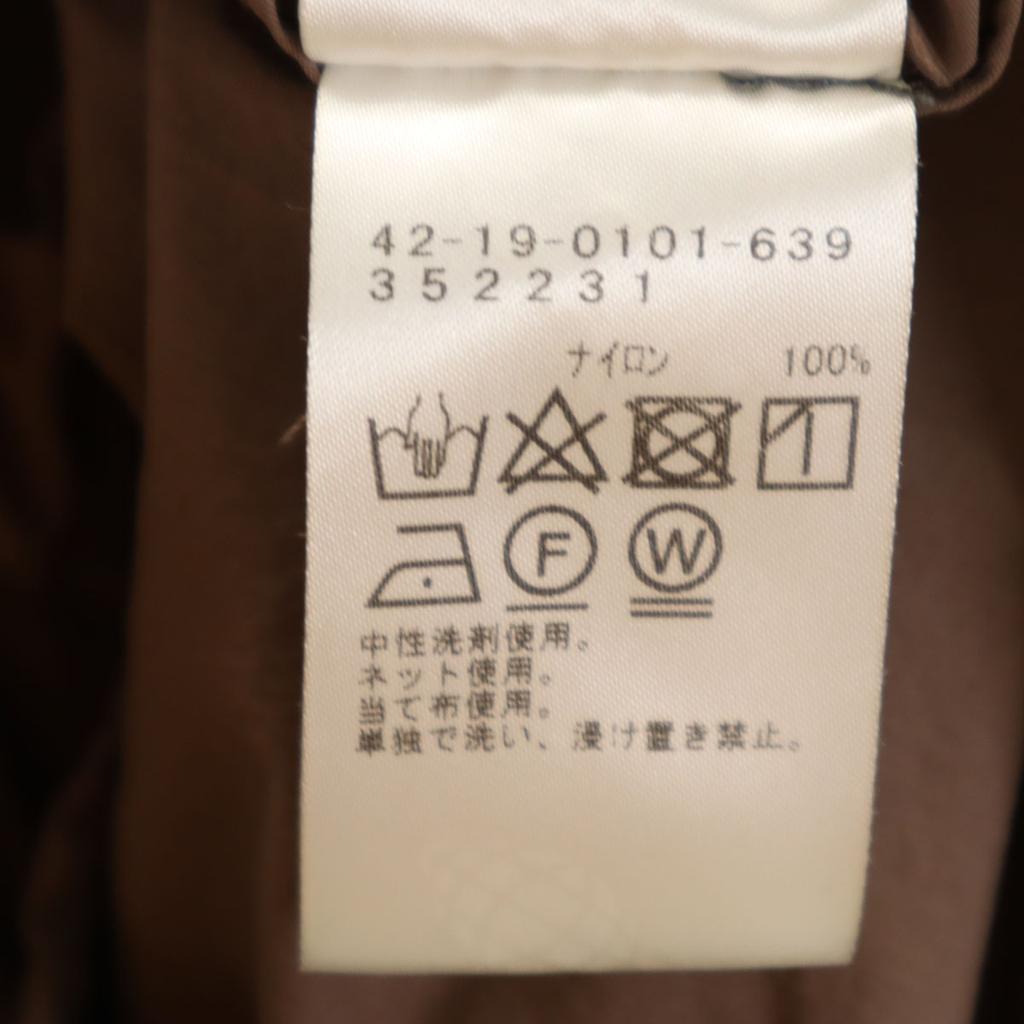 42-19-0101-639
352231
ナイロン 100%
F W
中性洗剤使用。
ネット使用。
当て布使用。
単独で洗い、浸け置き禁止。